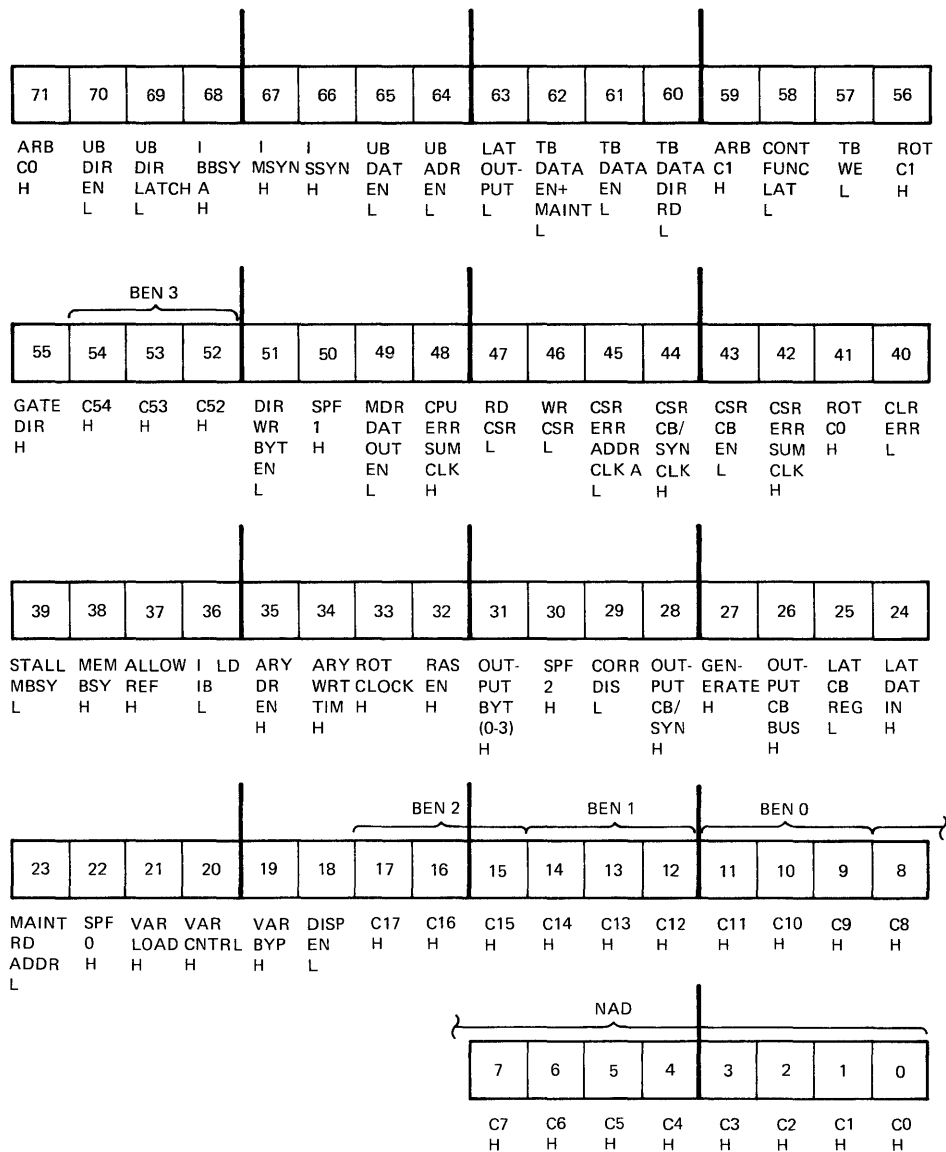 71 70 69 68 67 66 65 64 63 62 61 60 59 58 57 56
ARB UB UB I I I UB UB LAT TB TB TB ARB CONT TB ROT
C0 DIR DIR BBSY MSYN SSYN DAT ADR OUT- DATA DATA DATA C1 FUNC WE C1
H EN LATCH A H H EN EN PUT EN+ EN DIR H LAT L H
L L H L L L MAINT L RD L
L L
BEN 3
55 54 53 52 51 50 49 48 47 46 45 44 43 42 41 40
GATE C54 C53 C52 DIR SPF MDR CPU RD WR CSR CSR CSR CSR ROT CLR
DIR H H H WR 1 DAT ERR CSR CSR ERR CB/ CB ERR C0 ERR
H BYT H OUT SUM L L ADDR SYN EN SUM H L
EN EN CLK CLK A CLK L CLK
L L H L H H
39 38 37 36 35 34 33 32 31 30 29 28 27 26 25 24
STALL MEM ALLOW I LD ARY ARY ROT RAS OUT- SPF CORR OUT- GEN- OUT- LAT LAT
MBSY BSY REF IB DR WRT CLOCK EN PUT 2 DIS PUT ERATE PUT CB DAT
L H H L EN TIM H H BYT H L CB/ H CB REG IN
H H (0-3) SYN BUS L H
H H H
BEN 2 BEN 1 BEN 0
23 22 21 20 19 18 17 16 15 14 13 12 11 10 9 8
MAINT SPF VAR VAR VAR DISP C17 C16 C15 C14 C13 C12 C11 C10 C9 C8
RD 0 LOAD CNTRL BYP EN H H H H H H H H H H
ADDR H H H H L
L
NAD
7 6 5 4 3 2 1 0
C7 C6 C5 C4 C3 C2 C1 C0
H H H H H H H H